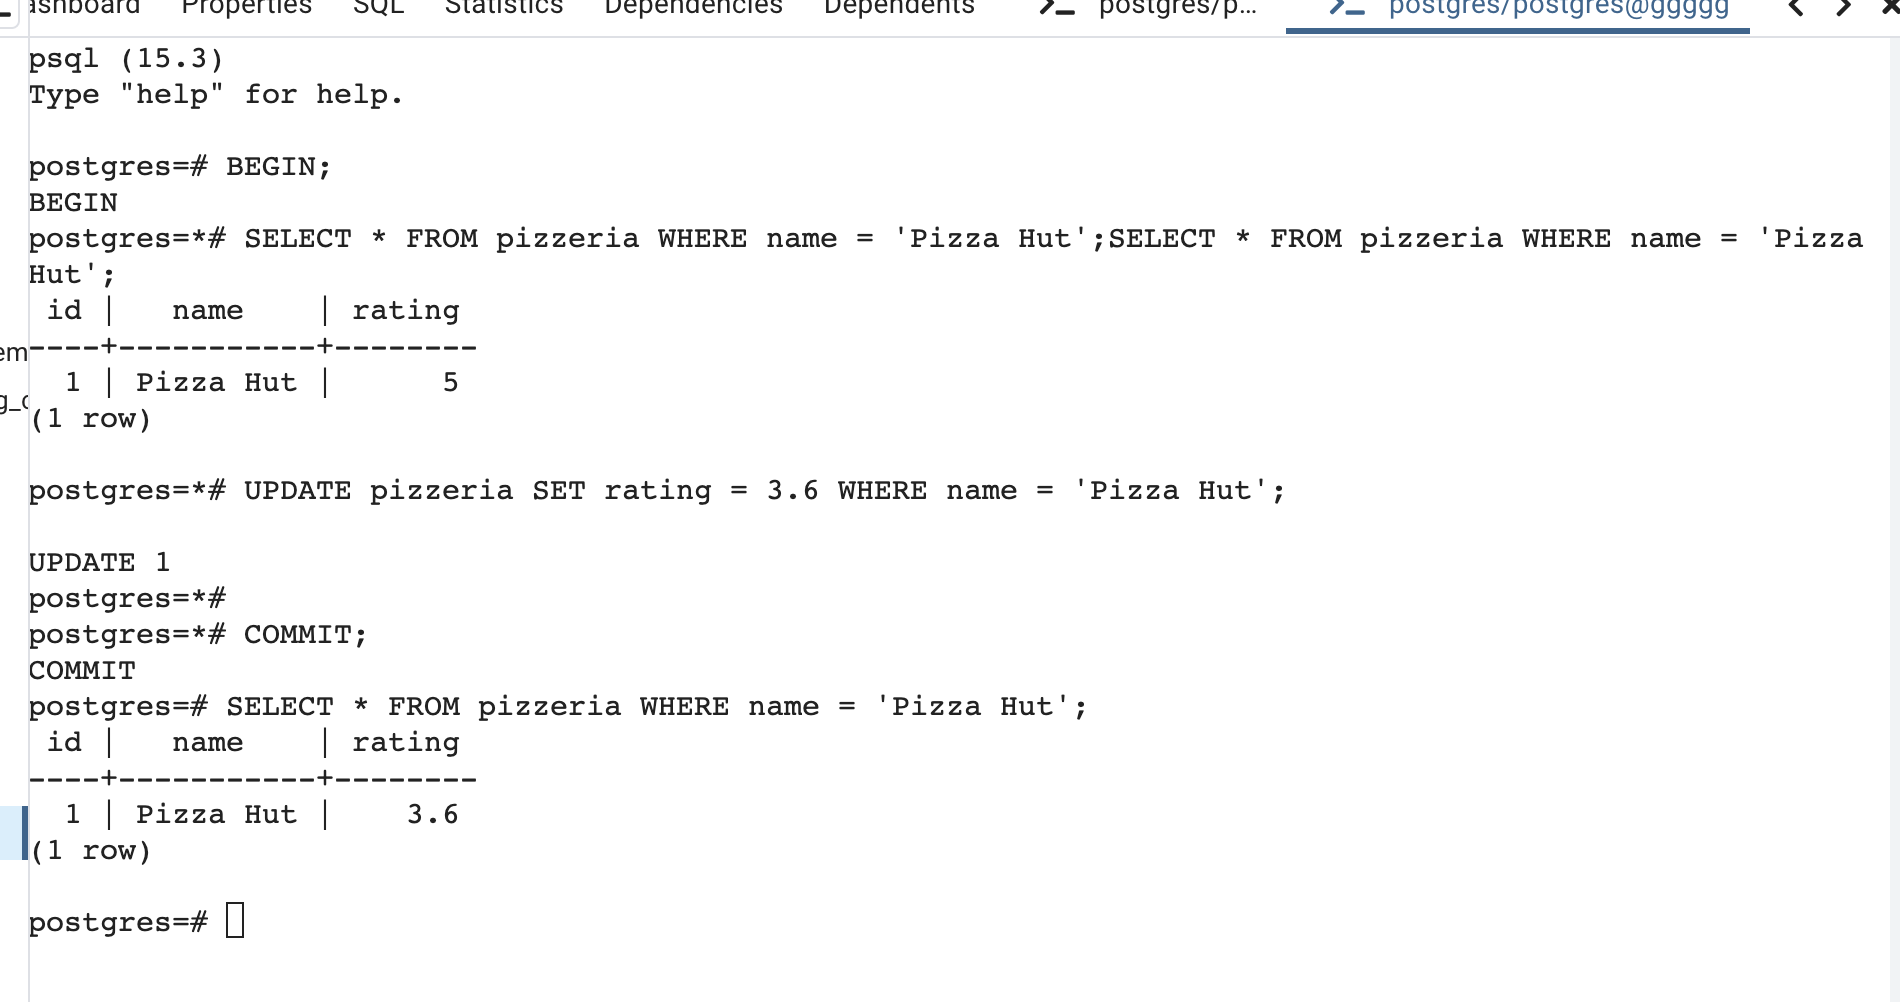 ashboard Properties SQL Statistics Dependencies Dependents postgres/p... postgres/postgres@ggggg
psql (15.3)
Type "help" for help.
postgres=# BEGIN;
BEGIN
postgres=*# SELECT * FROM pizzeria WHERE name = 'Pizza Hut';SELECT * FROM pizzeria WHERE name = 'Pizza
Hut';
 id |   name    | rating
----+-----------+--------
  1 | Pizza Hut |      5
(1 row)
postgres=*# UPDATE pizzeria SET rating = 3.6 WHERE name = 'Pizza Hut';
UPDATE 1
postgres=*#
postgres=*# COMMIT;
COMMIT
postgres=# SELECT * FROM pizzeria WHERE name = 'Pizza Hut';
 id |   name    | rating
----+-----------+--------
  1 | Pizza Hut |    3.6
(1 row)
postgres=#